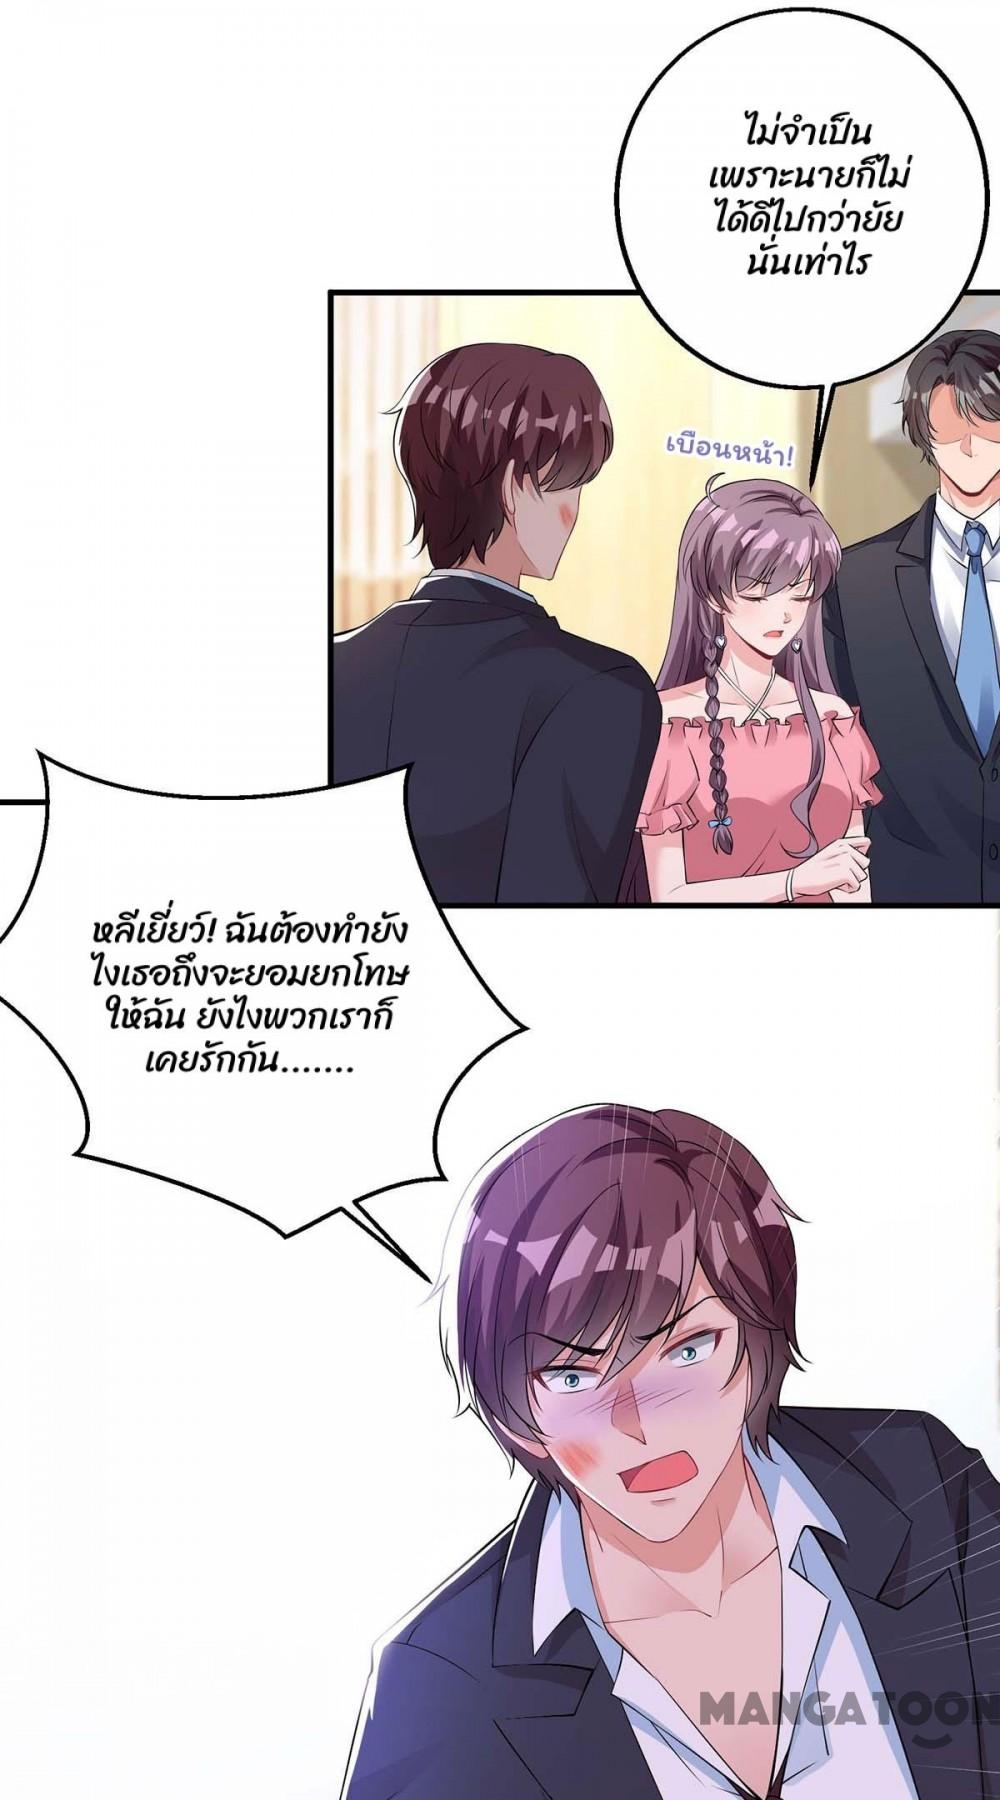 ไม่จำเป็น
เพราะนายก็ไม่
ได้ดีไปกว่ายัย
นั่นเท่าไร
เบือนหน้า!
หลีเยี่ยว์! ฉันต้องทำยัง
ไงเธอถึงจะยอมยกโทษ
ให้ฉัน ยังไงพวกเราก็
เคยรักกัน.......
MANGATOON